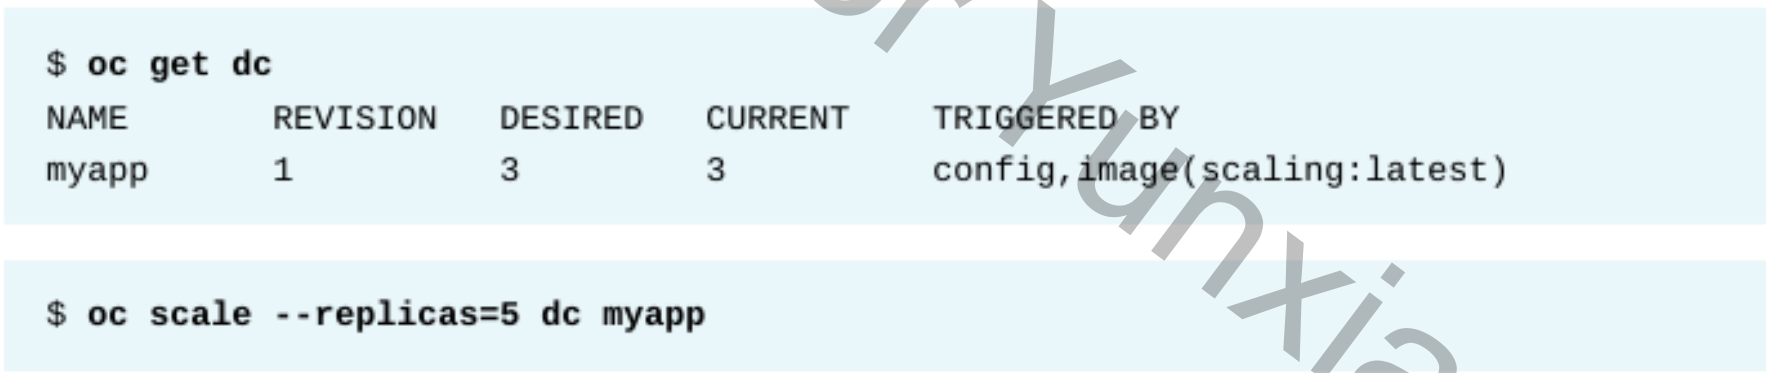 $ oc get dc
NAME REVISION DESIRED CURRENT TRIGGERED BY
myapp 1 3 3 config,image(scaling:latest)
$ oc scale --replicas=5 dc myapp